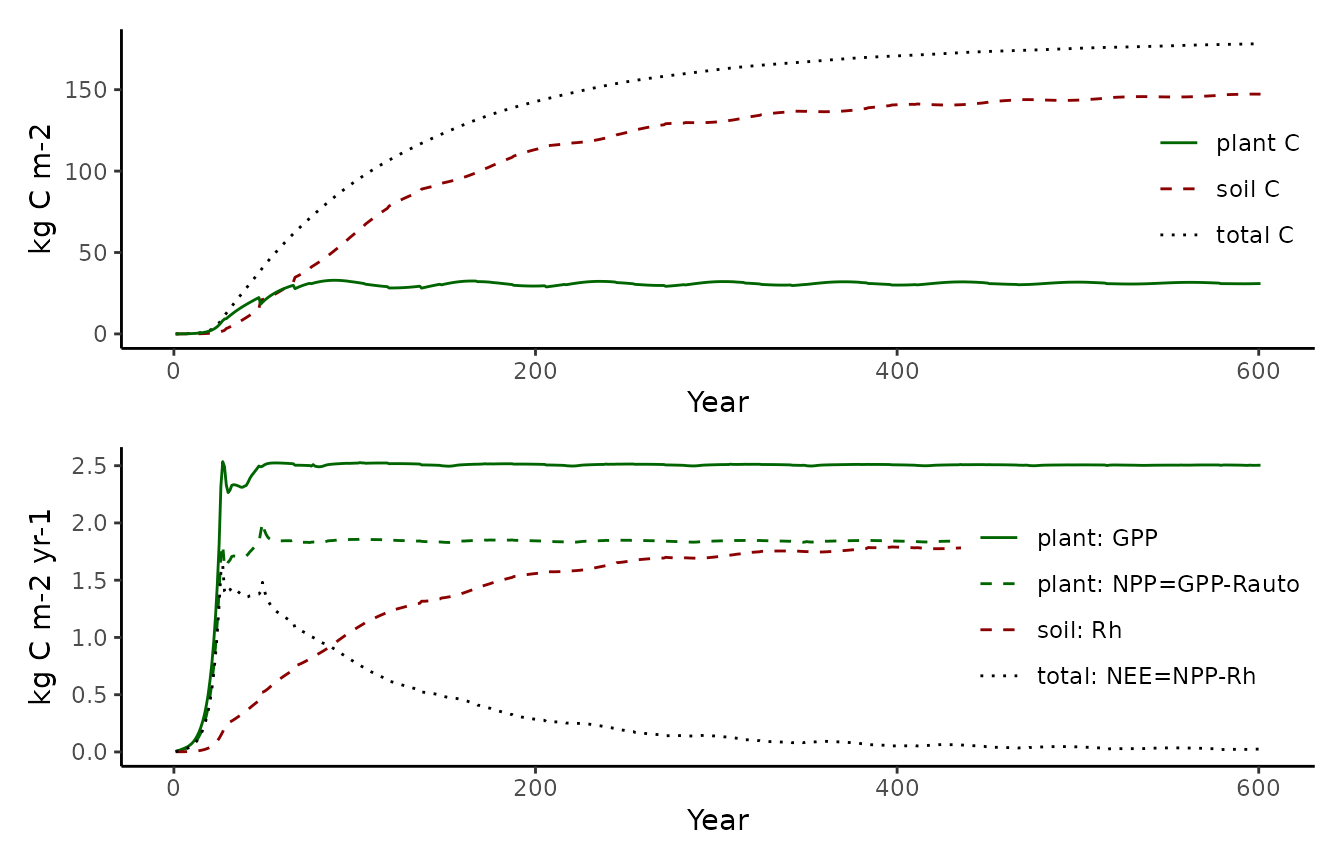 kg C m-2
150
100
50
0
plant C
soil C
total C
0 200 400 600
Year
kg C m-2 yr-1
2.5
2.0
1.5
1.0
0.5
0.0
plant: GPP
plant: NPP=GPP-Rauto
soil: Rh
total: NEE=NPP-Rh
0 200 400 600
Year